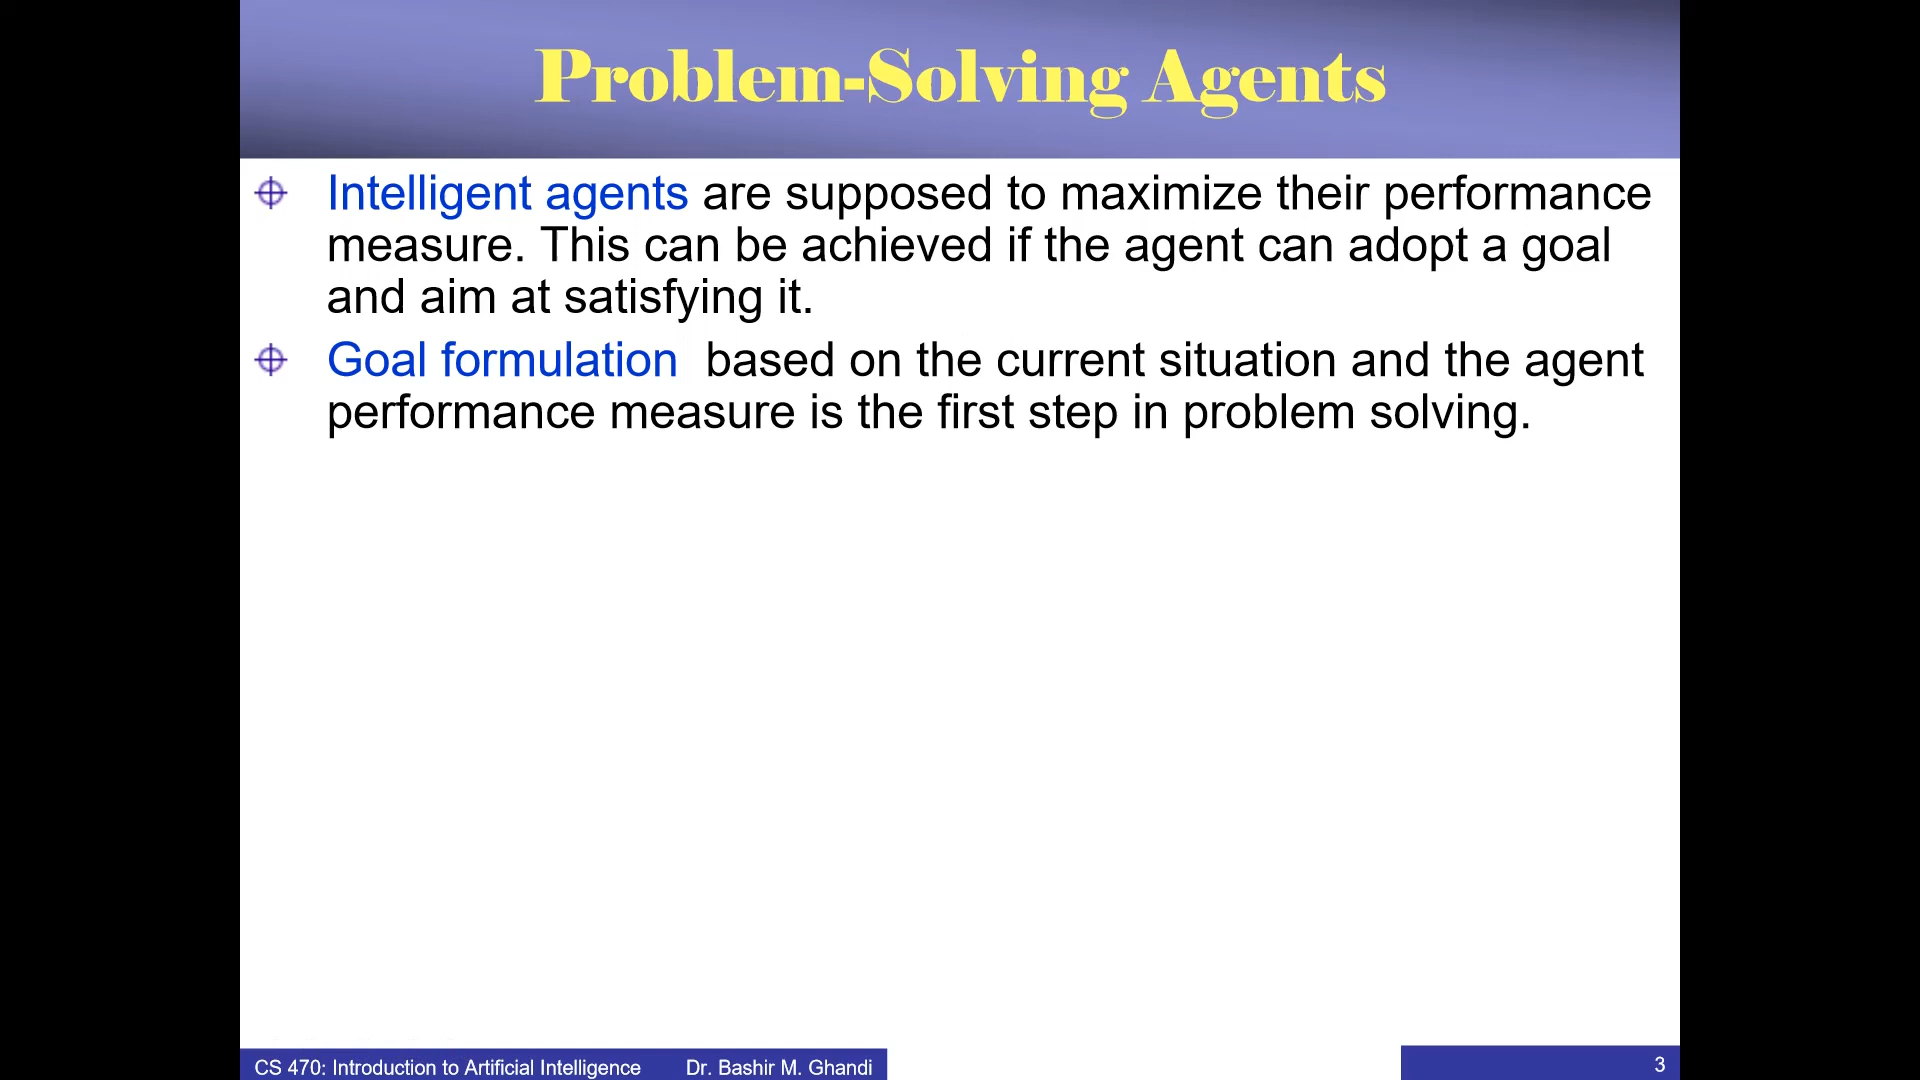 Problem-Solving Agents
Intelligent agents are supposed to maximize their performance
measure. This can be achieved if the agent can adopt a goal
and aim at satisfying it.
Goal formulation based on the current situation and the agent
performance measure is the first step in problem solving.
CS 470: Introduction to Artificial Intelligence Dr. Bashir M. Ghandi
3